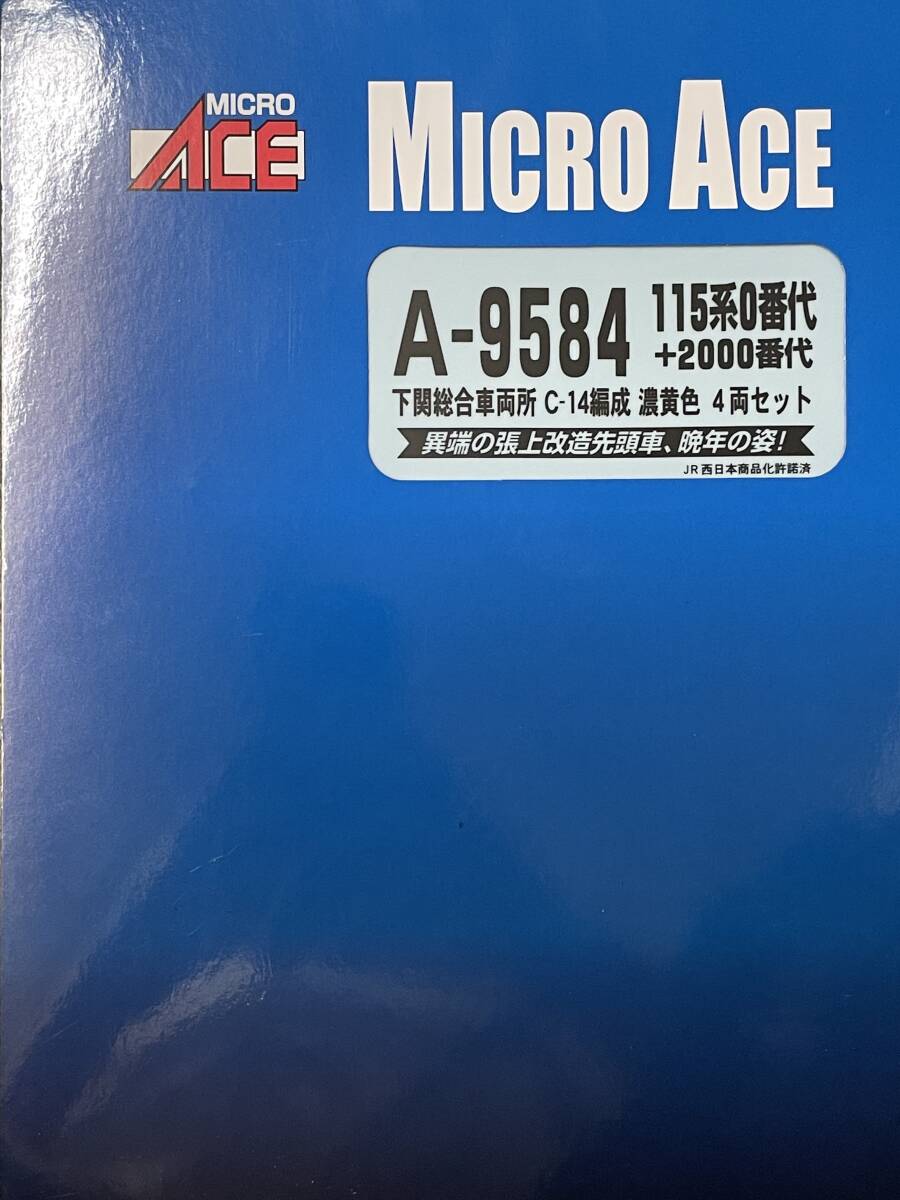 MICRO
ACE
MICRO ACE
A-9584
115系0番代
+2000番代
下関総合車両所 C-14編成 濃黄色 4両セット
異端の張上改造先頭車、晩年の姿!
JR西日本商品化許諾済